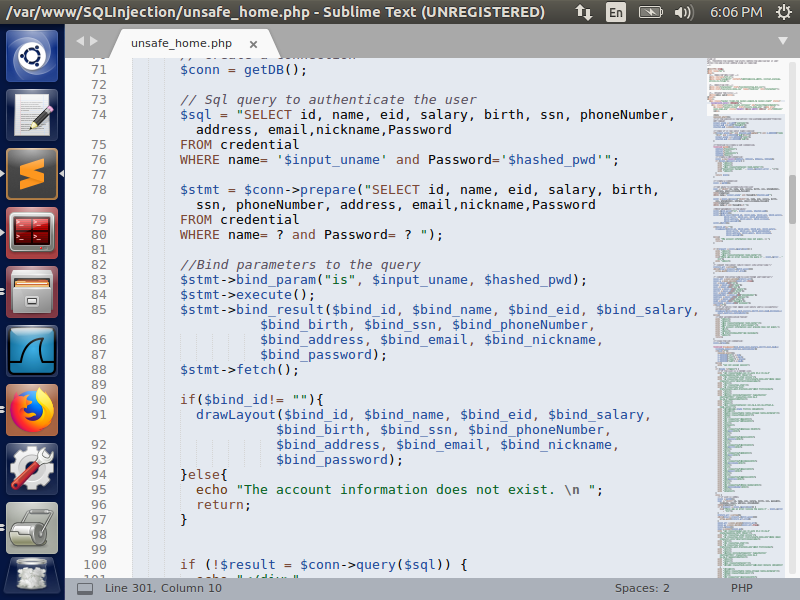 /var/www/SQLInjection/unsafe_home.php - Sublime Text (UNREGISTERED)
En
6:06 PM
unsafe_home.php ×
71 $conn = getDB();
72
73 // Sql query to authenticate the user
74 $sql = "SELECT id, name, eid, salary, birth, ssn, phoneNumber,
address, email,nickname,Password
75 FROM credential
76 WHERE name= '$input_uname' and Password='$hashed_pwd'";
77
78 $stmt = $conn->prepare("SELECT id, name, eid, salary, birth,
ssn, phoneNumber, address, email,nickname,Password
79 FROM credential
80 WHERE name= ? and Password= ? ");
81
82 //Bind parameters to the query
83 $stmt->bind_param("is", $input_uname, $hashed_pwd);
84 $stmt->execute();
85 $stmt->bind_result($bind_id, $bind_name, $bind_eid, $bind_salary,
$bind_birth, $bind_ssn, $bind_phoneNumber,
86 $bind_address, $bind_email, $bind_nickname,
87 $bind_password);
88 $stmt->fetch();
89
90 if($bind_id!= ""){
91 drawLayout($bind_id, $bind_name, $bind_eid, $bind_salary,
$bind_birth, $bind_ssn, $bind_phoneNumber,
92 $bind_address, $bind_email, $bind_nickname,
93 $bind_password);
94 }else{
95 echo "The account information does not exist. \n ";
96 return;
97 }
98
99
100 if (!$result = $conn->query($sql)) {
Line 301, Column 10
Spaces: 2
PHP